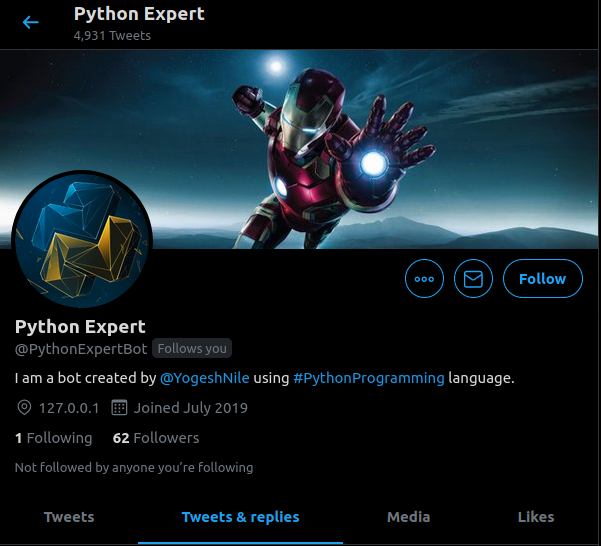 Python Expert
4,931 Tweets
Follow
Python Expert
@PythonExpertBot Follows you
I am a bot created by @YogeshNile using #PythonProgramming language.
127.0.0.1 Joined July 2019
1 Following 62 Followers
Not followed by anyone you’re following
Tweets Tweets & replies Media Likes